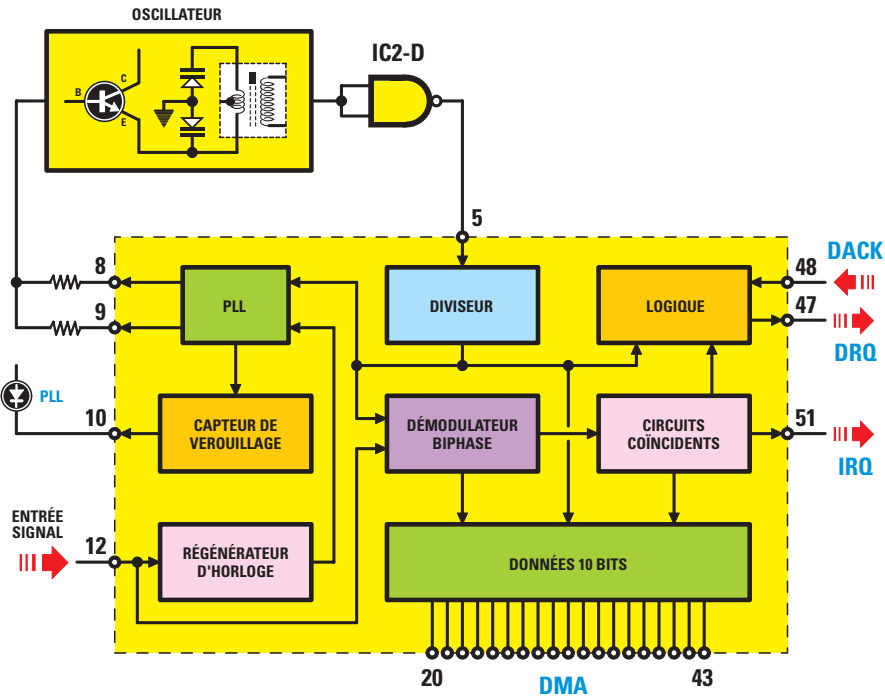 OSCILLATEUR
C
B
E
IC2-D
5
8
PLL
DIVISEUR
LOGIQUE
48
DACK
9
47
DRQ
PLL
10
CAPTEUR DE
VEROUILLAGE
DÉMODULATEUR
BIPHASE
CIRCUITS
COÏNCIDENTS
51
IRQ
ENTRÉE
SIGNAL
12
RÉGÉNÉRATEUR
D'HORLOGE
DONNÉES 10 BITS
20
DMA
43